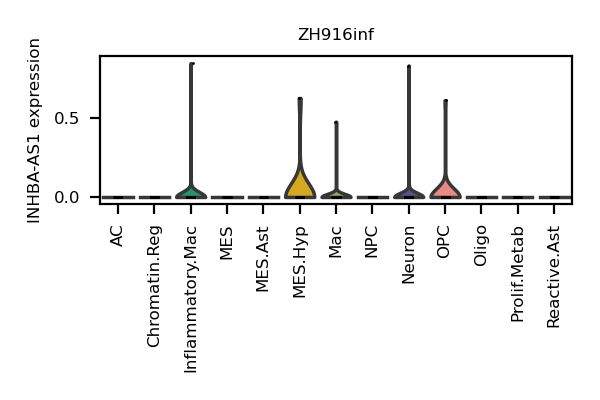 ZH916inf
INHBA-AS1 expression
0.5
0.0
AC
Chromatin.Reg
Inflammatory.Mac
MES
MES.Ast
MES.Hyp
Mac
NPC
Neuron
OPC
Oligo
Prolif.Metab
Reactive.Ast